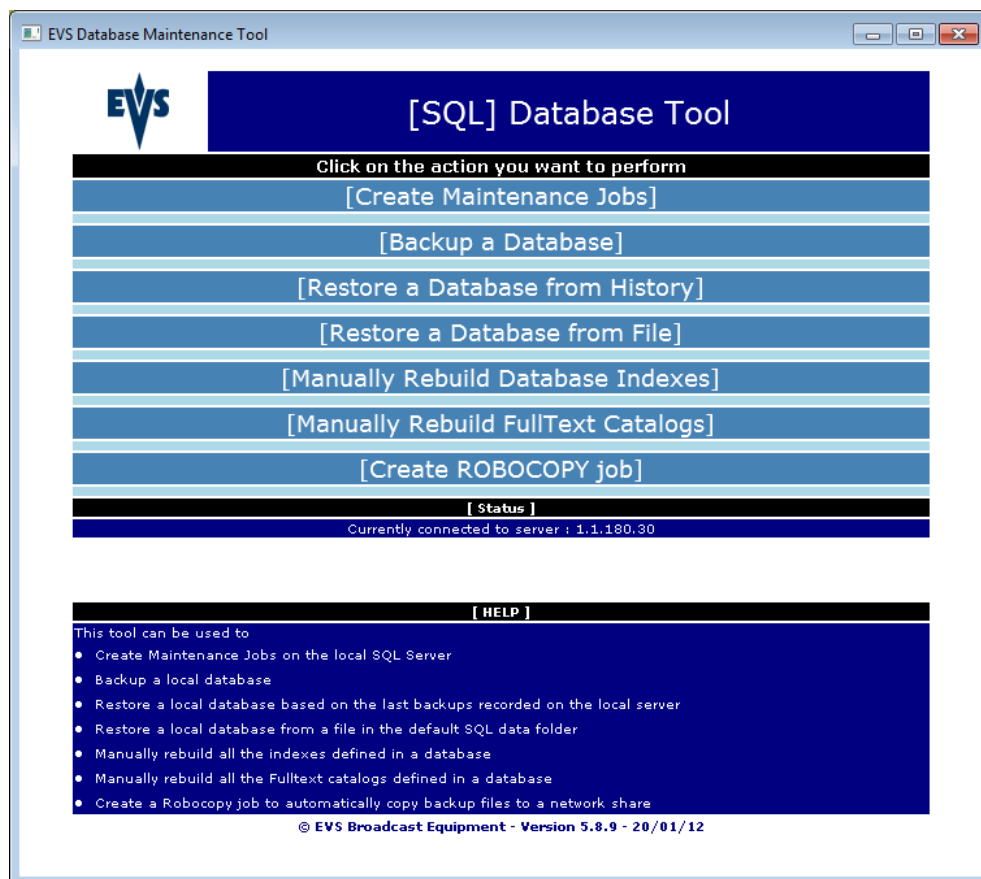 EVS Database Maintenance Tool
EVS
[SQL] Database Tool
Click on the action you want to perform
[Create Maintenance Jobs]
[Backup a Database]
[Restore a Database from History]
[Restore a Database from File]
[Manually Rebuild Database Indexes]
[Manually Rebuild FullText Catalogs]
[Create ROBOCOPY job]
[ Status ]
Currently connected to server : 1.1.180.30
[ HELP ]
This tool can be used to
• Create Maintenance Jobs on the local SQL Server
• Backup a local database
• Restore a local database based on the last backups recorded on the local server
• Restore a local database from a file in the default SQL data folder
• Manually rebuild all the indexes defined in a database
• Manually rebuild all the Fulltext catalogs defined in a database
• Create a Robocopy job to automatically copy backup files to a network share
© EVS Broadcast Equipment - Version 5.8.9 - 20/01/12